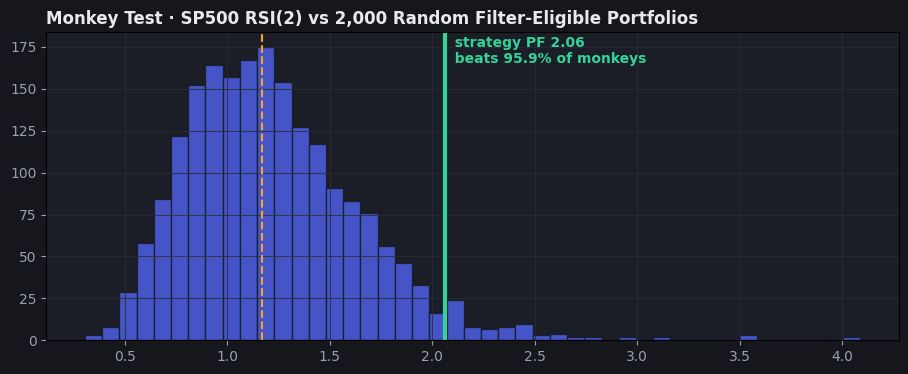 Monkey Test · SP500 RSI(2) vs 2,000 Random Filter-Eligible Portfolios
strategy PF 2.06
beats 95.9% of monkeys
175
150
125
100
75
50
25
0
0.5 1.0 1.5 2.0 2.5 3.0 3.5 4.0